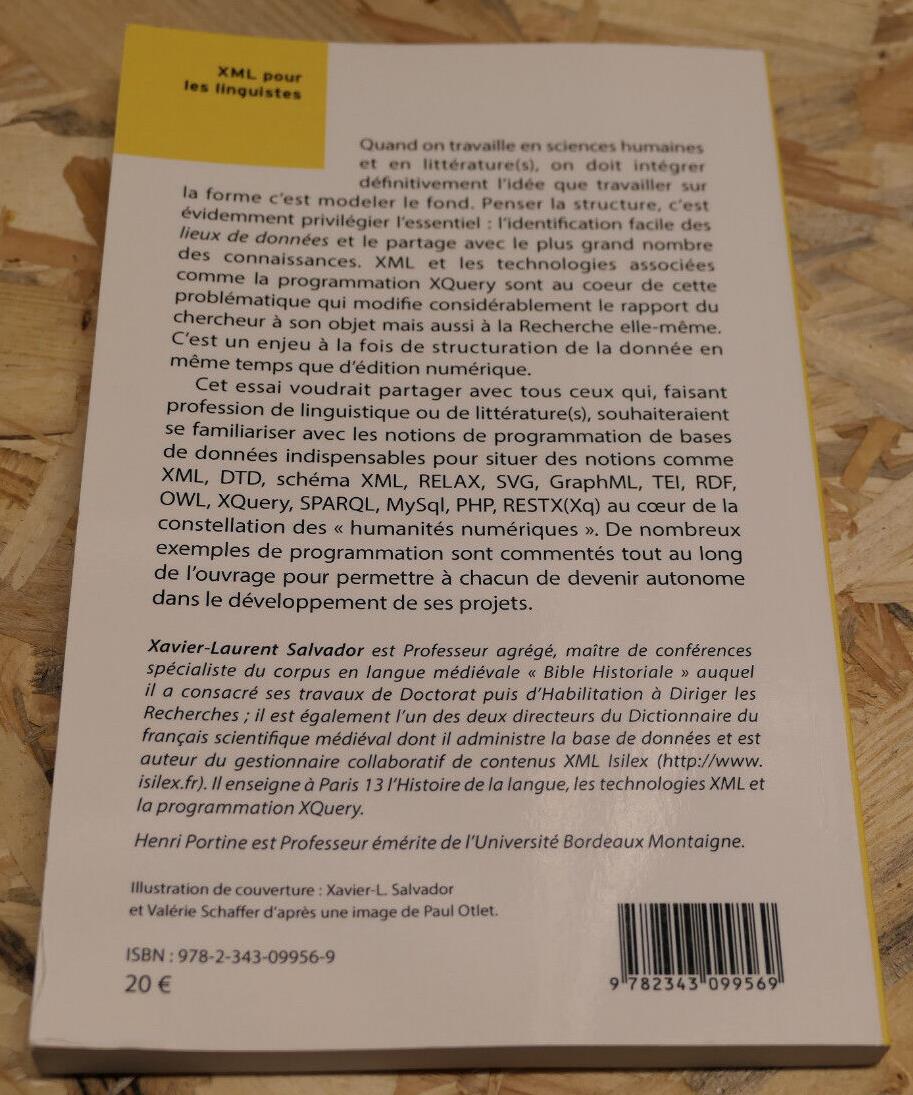 XML pour
les linguistes
Quand on travaille en sciences humaines
et en littérature(s), on doit intégrer
définitivement l'idée que travailler sur
la forme c'est modeler le fond. Penser la structure, c'est
évidemment privilégier l'essentiel : l'identification facile des
lieux de données et le partage avec le plus grand nombre
des connaissances. XML et les technologies associées
comme la programmation XQuery sont au coeur de cette
problématique qui modifie considérablement le rapport du
chercheur à son objet mais aussi à la Recherche elle-même.
C'est un enjeu à la fois de structuration de la donnée en
même temps que d'édition numérique.
Cet essai voudrait partager avec tous ceux qui, faisant
profession de linguistique ou de littérature(s), souhaiteraient
se familiariser avec les notions de programmation de bases
de données indispensables pour situer des notions comme
XML, DTD, schéma XML, RELAX, SVG, GraphML, TEI, RDF,
OWL, XQuery, SPARQL, MySql, PHP, RESTX(Xq) au cœur de la
constellation des « humanités numériques ». De nombreux
exemples de programmation sont commentés tout au long
de l'ouvrage pour permettre à chacun de devenir autonome
dans le développement de ses projets.
Xavier-Laurent Salvador est Professeur agrégé, maître de conférences
spécialiste du corpus en langue médiévale « Bible Historiale » auquel
il a consacré ses travaux de Doctorat puis d'Habilitation à Diriger les
Recherches ; il est également l'un des deux directeurs du Dictionnaire du
français scientifique médiéval dont il administre la base de données et est
auteur du gestionnaire collaboratif de contenus XML Isilex (http://www.
isilex.fr). Il enseigne à Paris 13 l'Histoire de la langue, les technologies XML et
la programmation XQuery.
Henri Portine est Professeur émérite de l'Université Bordeaux Montaigne.
Illustration de couverture : Xavier-L. Salvador
et Valérie Schaffer d'après une image de Paul Otlet.
ISBN : 978-2-343-09956-9
20 €
9 782343 099569